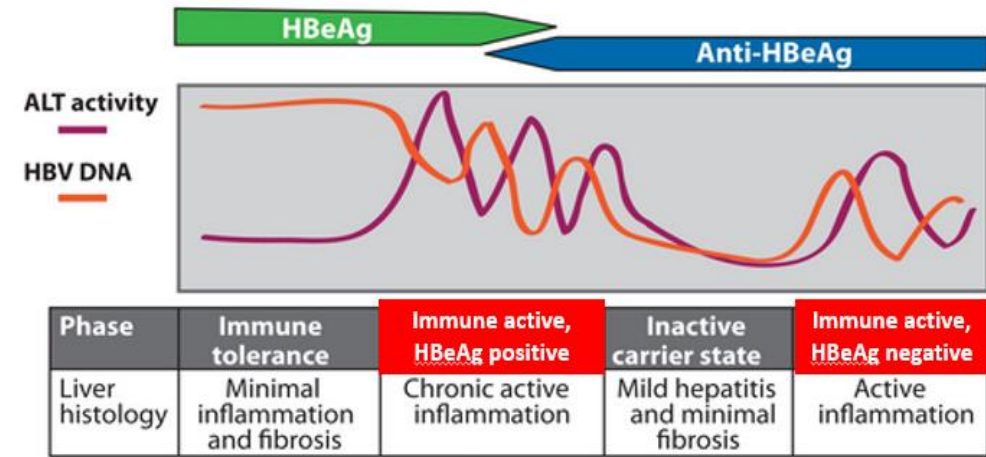 HBeAg
Anti-HBeAg
ALT activity
HBV DNA
Phase
Immune
tolerance
Immune active,
HBeAg positive
Inactive
carrier state
Immune active,
HBeAg negative
Liver
histology
Minimal
inflammation
and fibrosis
Chronic active
inflammation
Mild hepatitis
and minimal
fibrosis
Active
inflammation